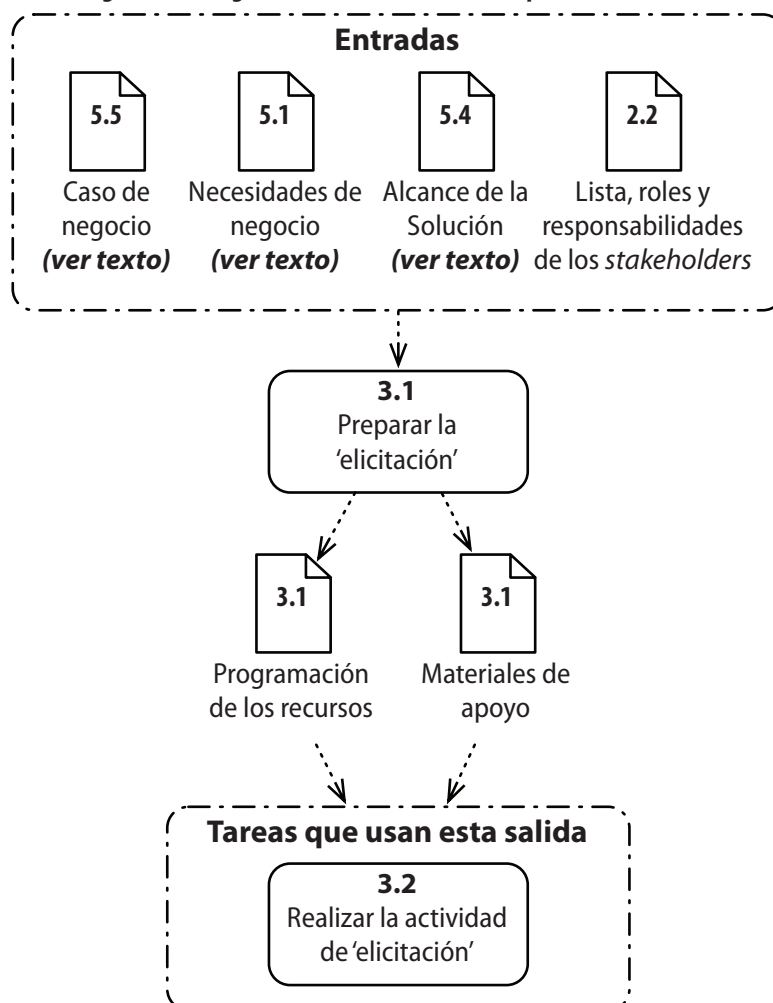 Entradas
5.5
5.1
5.4
2.2
Caso de
negocio
(ver texto)
Necesidades de
negocio
(ver texto)
Alcance de la
Solución
(ver texto)
Lista, roles y
responsabilidades
de los stakeholders
3.1
Preparar la
‘elicitación’
3.1
3.1
Programación
de los recursos
Materiales de
apoyo
Tareas que usan esta salida
3.2
Realizar la actividad
de ‘elicitación’